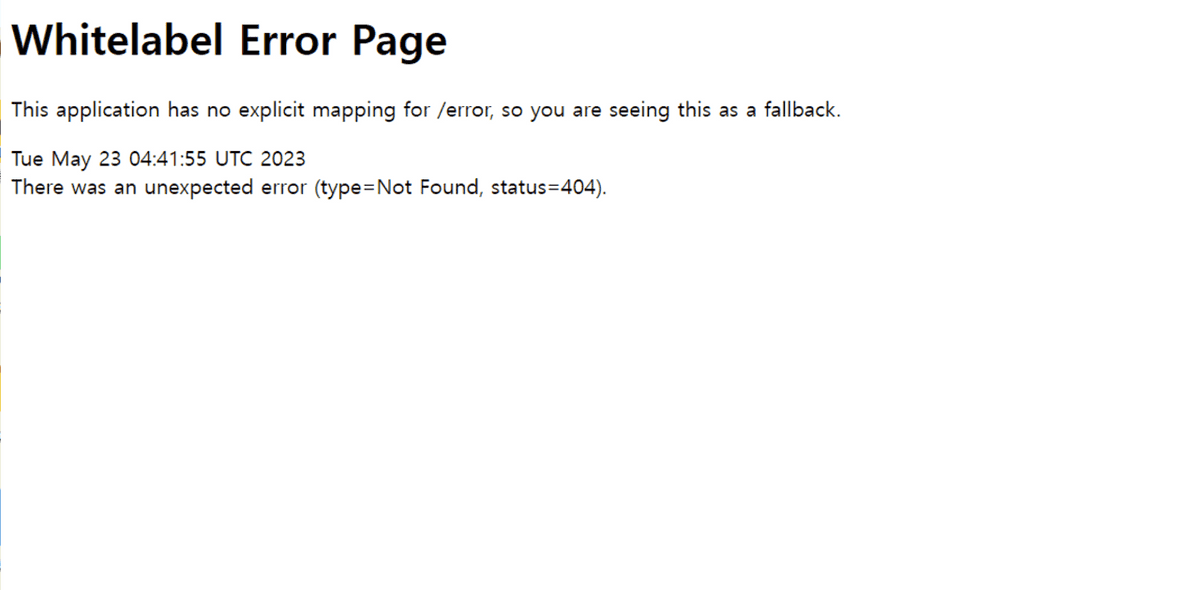 Whitelabel Error Page
This application has no explicit mapping for /error, so you are seeing this as a fallback.
Tue May 23 04:41:55 UTC 2023
There was an unexpected error (type=Not Found, status=404).